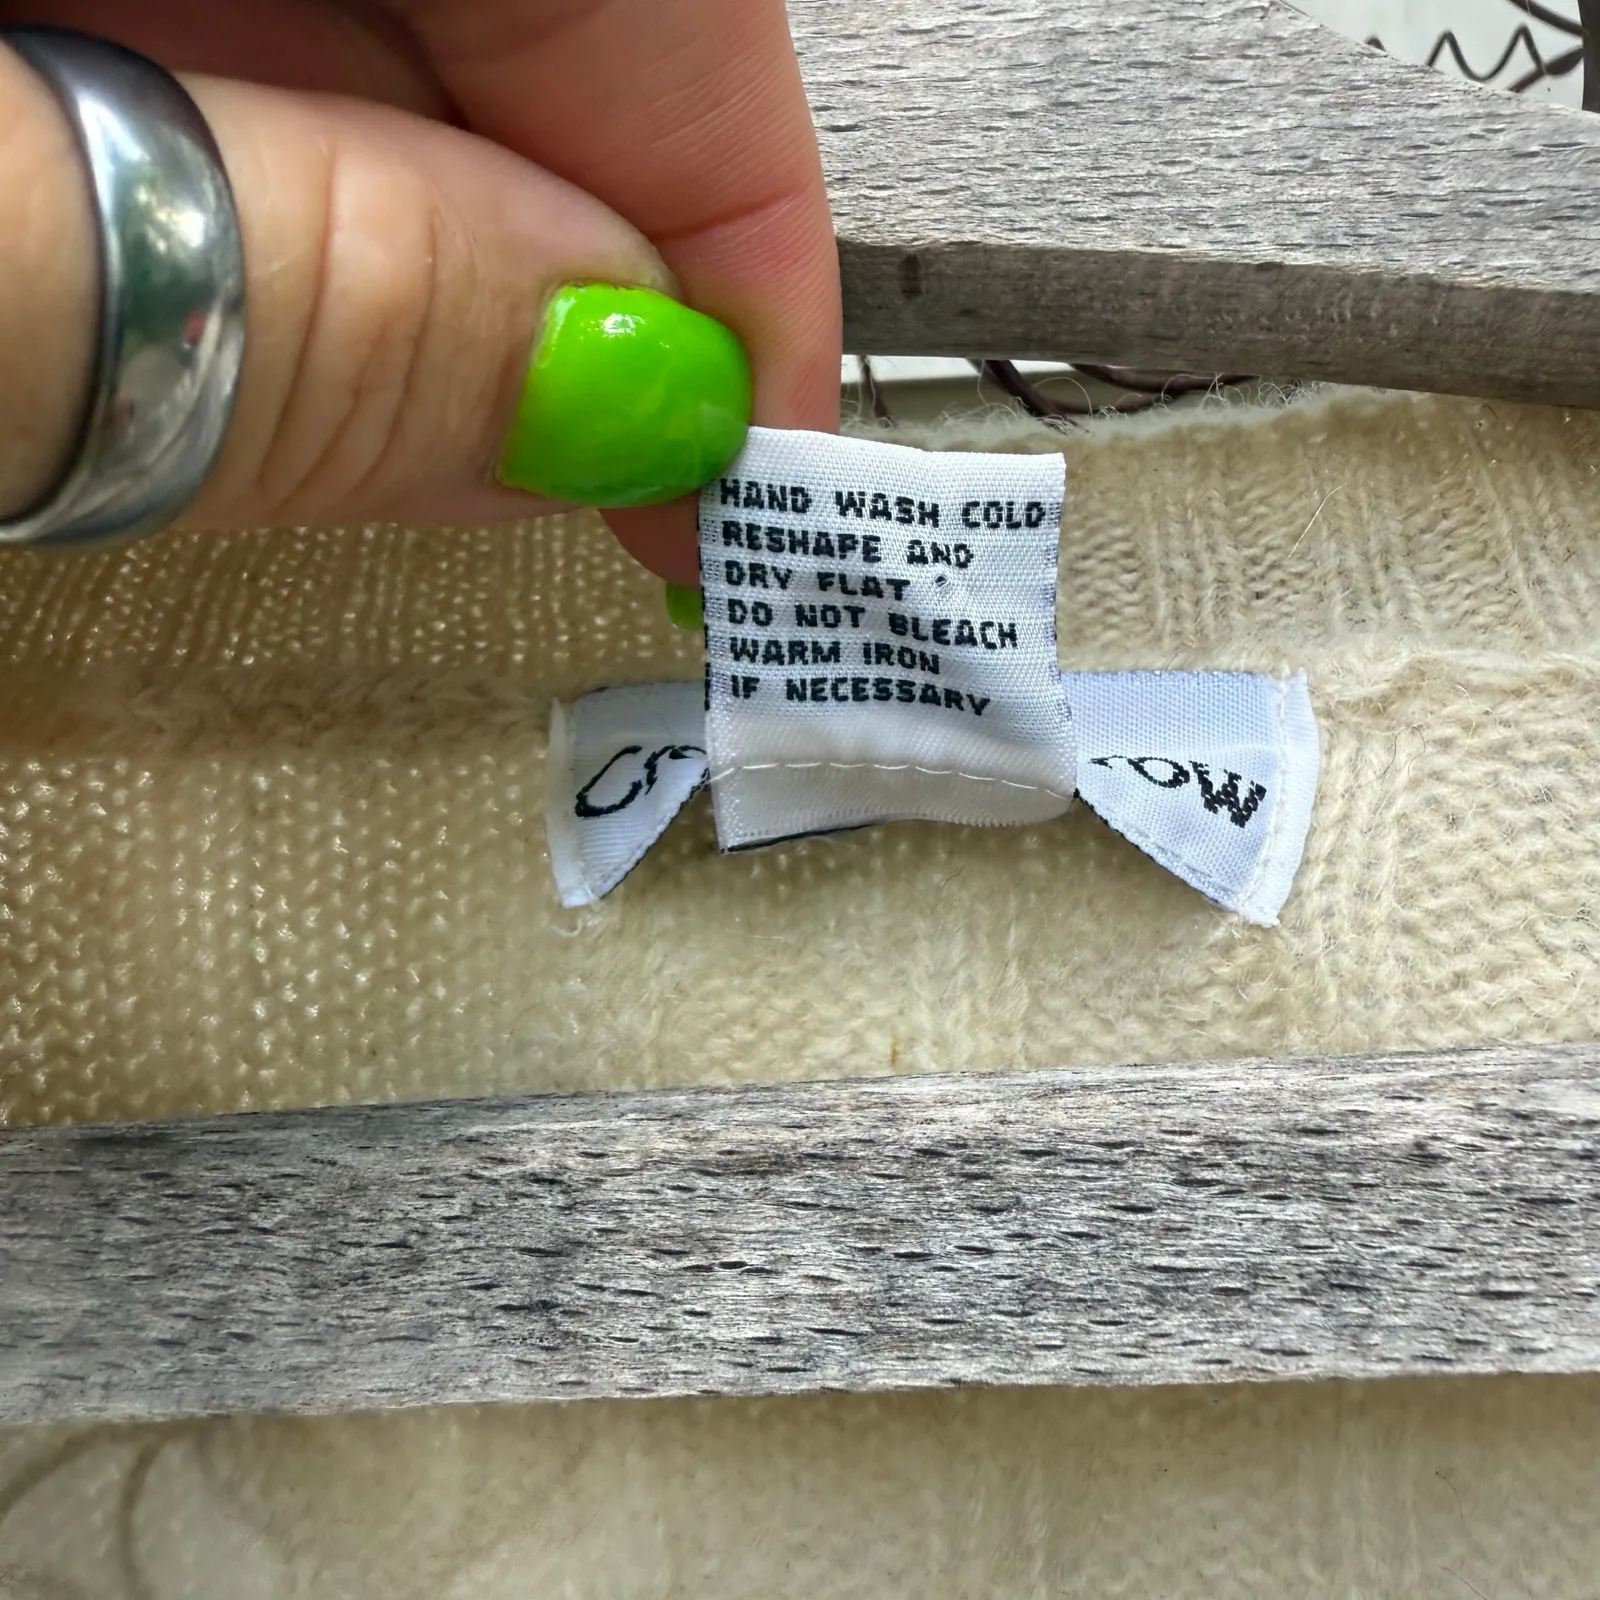 HAND WASH COLD
RESHAPE AND
DRY FLAT
DO NOT BLEACH
WARM IRON
IF NECESSARY